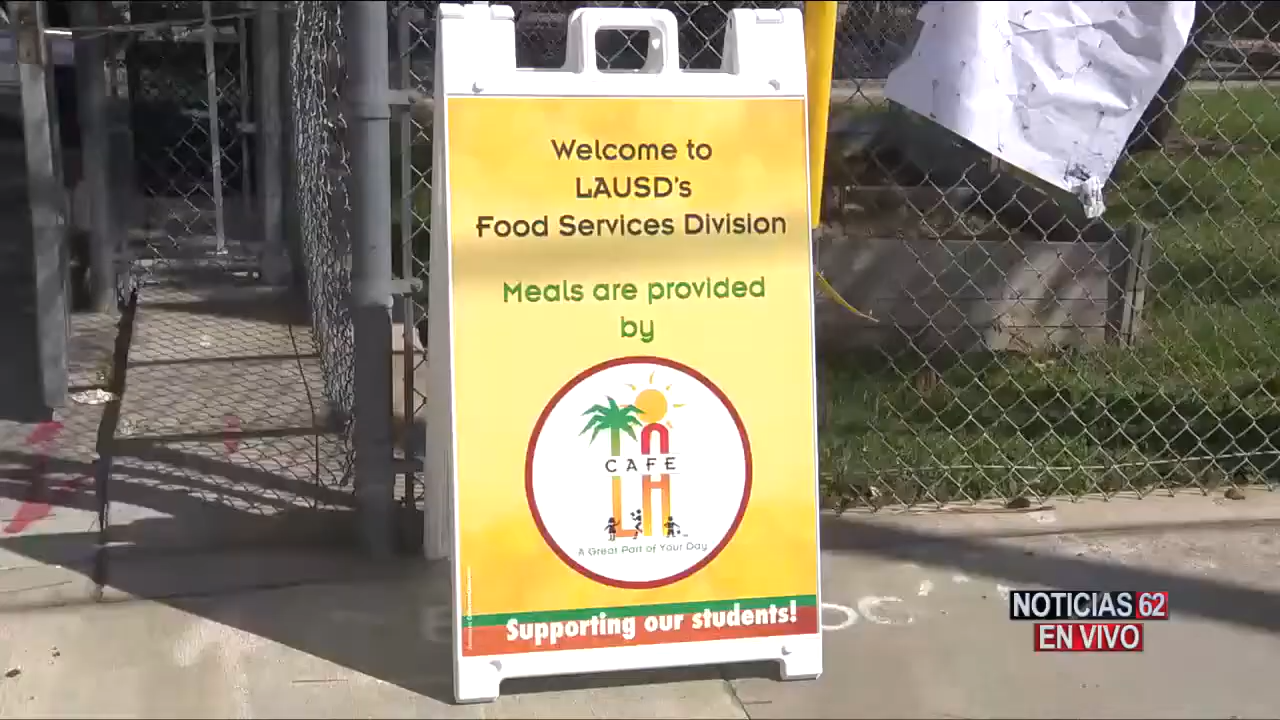 Welcome to
LAUSD's
Food Services Division
Meals are provided
by
CAFE
LA
A Great Part of Your Day
Supporting our students!
NOTICIAS 62
EN VIVO